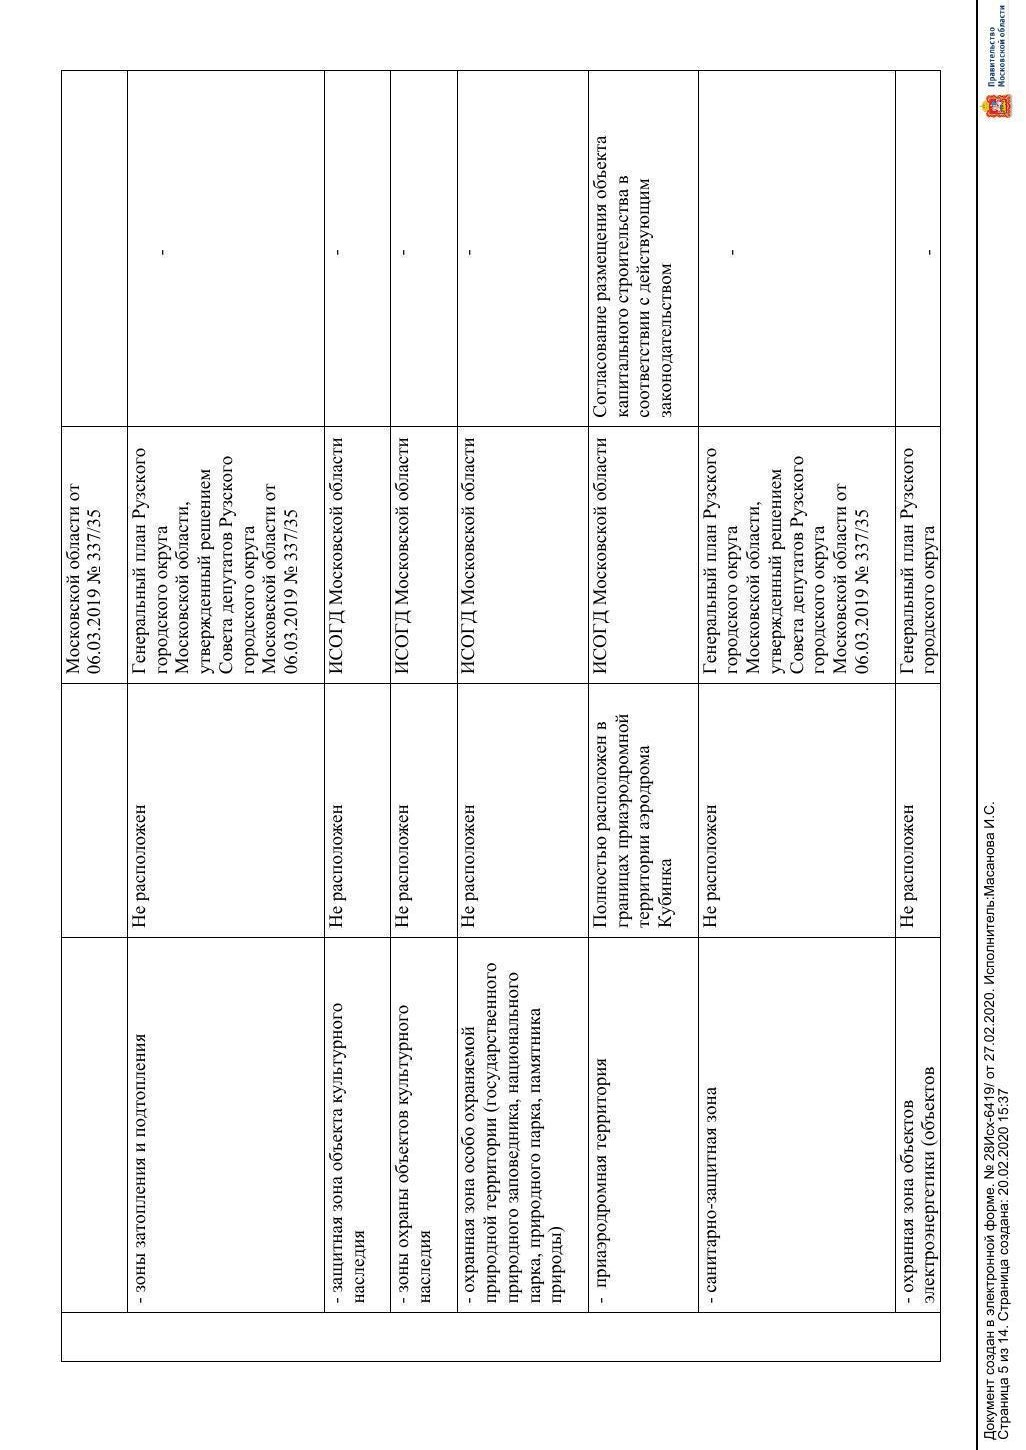 Московской области от
06.03.2019 № 337/35
- зоны затопления и подтопления
Не расположен
Генеральный план Рузского
городского округа
Московской области,
утвержденный решением
Совета депутатов Рузского
городского округа
Московской области от
06.03.2019 № 337/35
-
- защитная зона объекта культурного
наследия
Не расположен
ИСОГД Московской области
-
- зоны охраны объектов культурного
наследия
Не расположен
ИСОГД Московской области
-
- охранная зона особо охраняемой
природной территории (государственного
природного заповедника, национального
парка, природного парка, памятника
природы)
Не расположен
ИСОГД Московской области
-
- приаэродромная территория
Полностью расположен в
границах приаэродромной
территории аэродрома
Кубинка
ИСОГД Московской области
Согласование размещения объекта
капитального строительства в
соответствии с действующим
законодательством
- санитарно-защитная зона
Не расположен
Генеральный план Рузского
городского округа
Московской области,
утвержденный решением
Совета депутатов Рузского
городского округа
Московской области от
06.03.2019 № 337/35
-
- охранная зона объектов
электроэнергетики (объектов
Не расположен
Генеральный план Рузского
городского округа
-
Документ создан в электронной форме. № 28Исх-6419/ от 27.02.2020. Исполнитель:Масанова И.С.
Страница 5 из 14. Страница создана: 20.02.2020 15:37
Правительство
Московской области